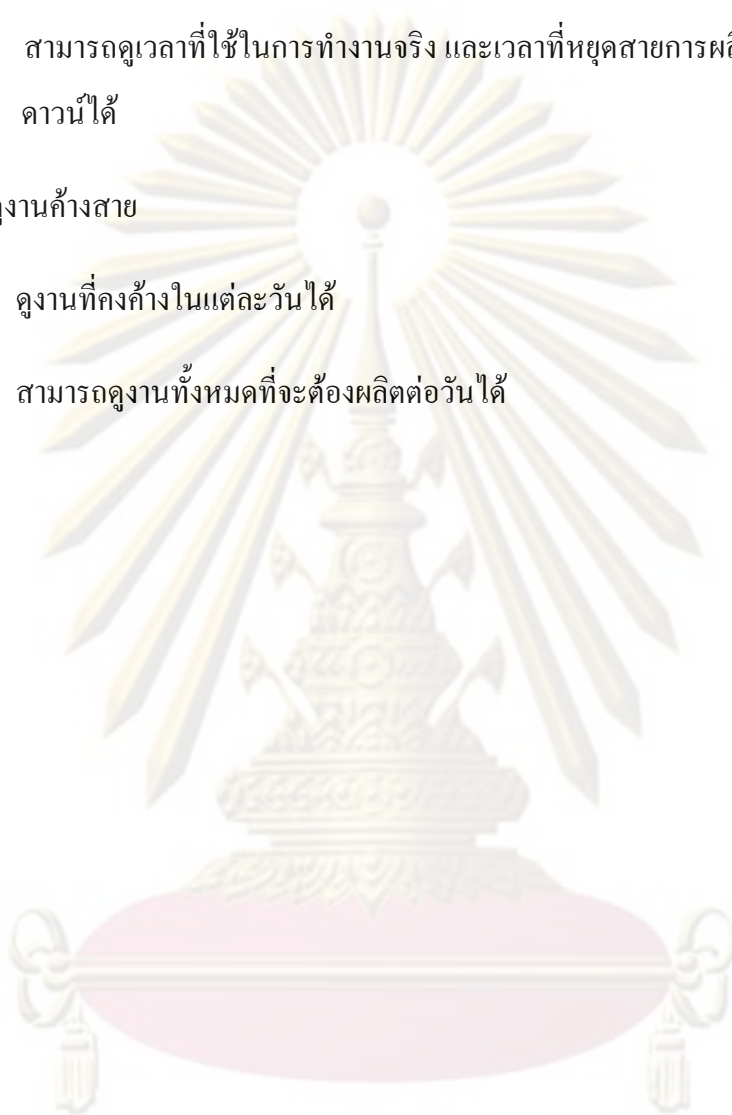 สามารถดูเวลาที่ใช้ในการทำงานจริง และเวลาที่หยุดสายการ
ดาวน์ได้
งานค้างสาย
ดูงานที่คงค้างในแต่ละวันได้
สามารถดูงานทั้งหมดที่จะต้องผลิตต่อวันได้